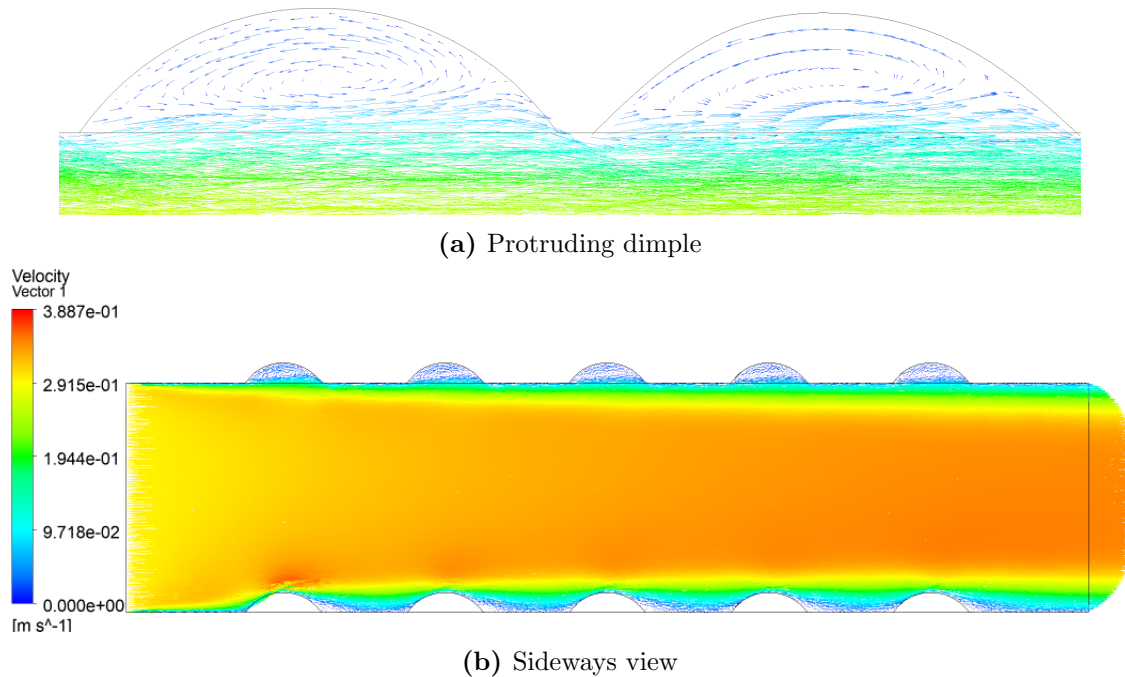 (a) Protruding dimple
Velocity
Vector 1
3.887e-01
2.915e-01
1.944e-01
9.718e-02
0.000e+00
[m s^-1]
(b) Sideways view